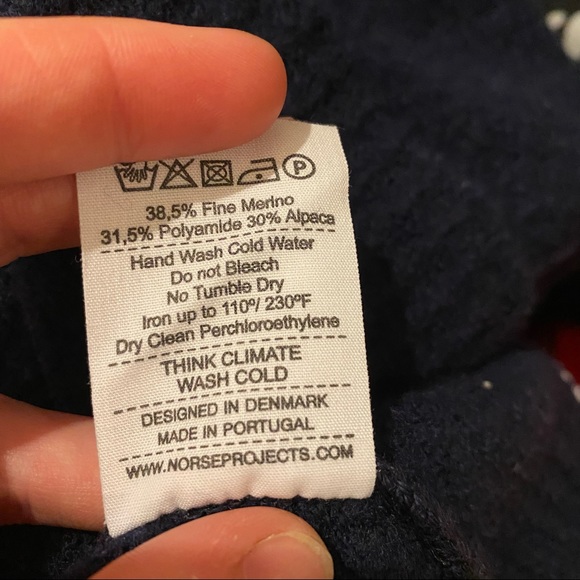 P
38,5% Fine Merino
31,5% Polyamide 30% Alpaca
Hand Wash Cold Water
Do not Bleach
No Tumble Dry
Iron up to 110º/ 230ºF
Dry Clean Perchloroethylene
THINK CLIMATE
WASH COLD
DESIGNED IN DENMARK
MADE IN PORTUGAL
WWW.NORSEPROJECTS.COM